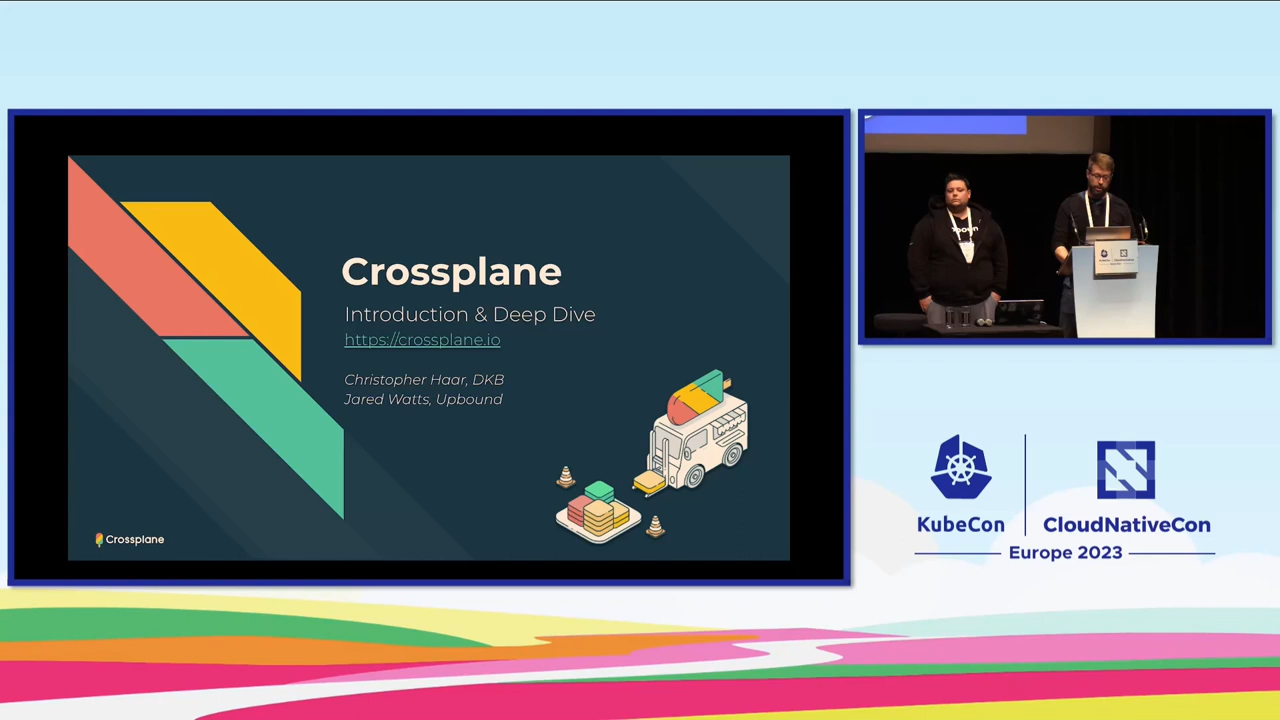 Crossplane
Introduction & Deep Dive
https://crossplane.io
Christopher Haar, DKB
Jared Watts, Upbound
Crossplane
KubeCon
CloudNativeCon
Europe 2023